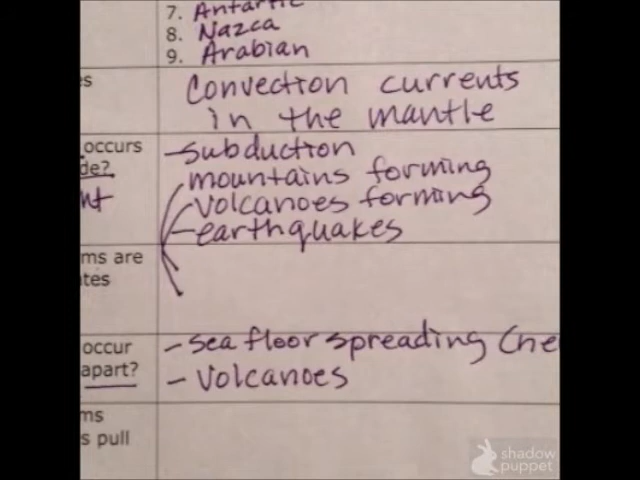 7. Antartic
8. Nazca
9. Arabian
es
Convection currents
in the mantle
occurs
de?
nt
-subduction
mountains forming
volcanoes forming
-earthquakes
ms are
tes
occur
apart?
- sea floor spreading (ne
- Volcanoes
ms
s pull
shadow
puppet